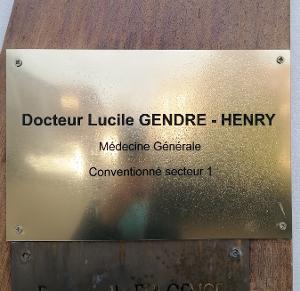 Docteur Lucile GENDRE - HENRY
Médecine Générale
Conventionné secteur 1